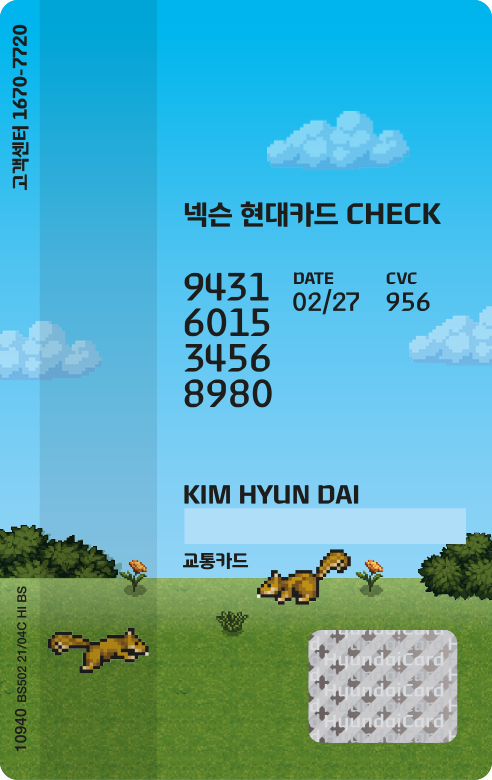 고객센터 1670-7720
넥슨 현대카드 CHECK
9431
6015
3456
8980
DATE
02/27
CVC
956
KIM HYUN DAI
교통카드
HyundaiCard
HyundaiCard
HyundaiCard
10940 BS502 21/04C HI BS